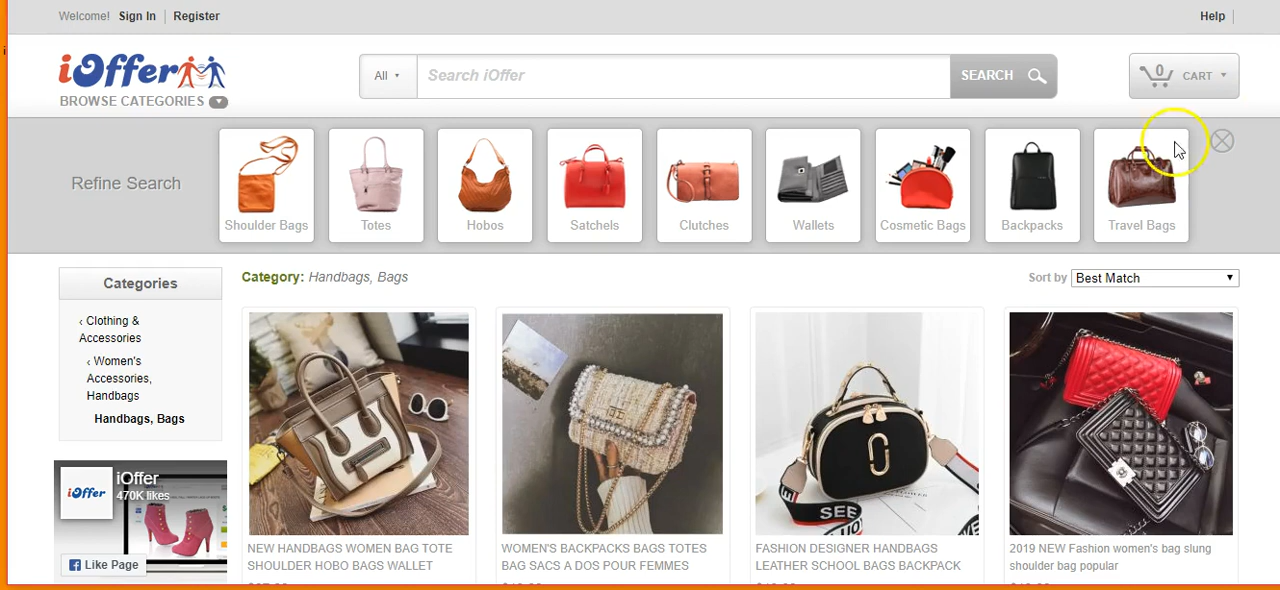 Welcome! Sign In Register Help
iOffer
BROWSE CATEGORIES
All Search iOffer SEARCH 0 CART
Refine Search
Shoulder Bags Totes Hobos Satchels Clutches Wallets Cosmetic Bags Backpacks Travel Bags
Categories
‹ Clothing &
Accessories
‹ Women's
Accessories,
Handbags
Handbags, Bags
iOffer
iOffer
470K likes
Like Page
Category: Handbags, Bags
Sort by Best Match
SEE
NEW HANDBAGS WOMEN BAG TOTE
SHOULDER HOBO BAGS WALLET
WOMEN'S BACKPACKS BAGS TOTES
BAG SACS A DOS POUR FEMMES
FASHION DESIGNER HANDBAGS
LEATHER SCHOOL BAGS BACKPACK
2019 NEW Fashion women's bag slung
shoulder bag popular